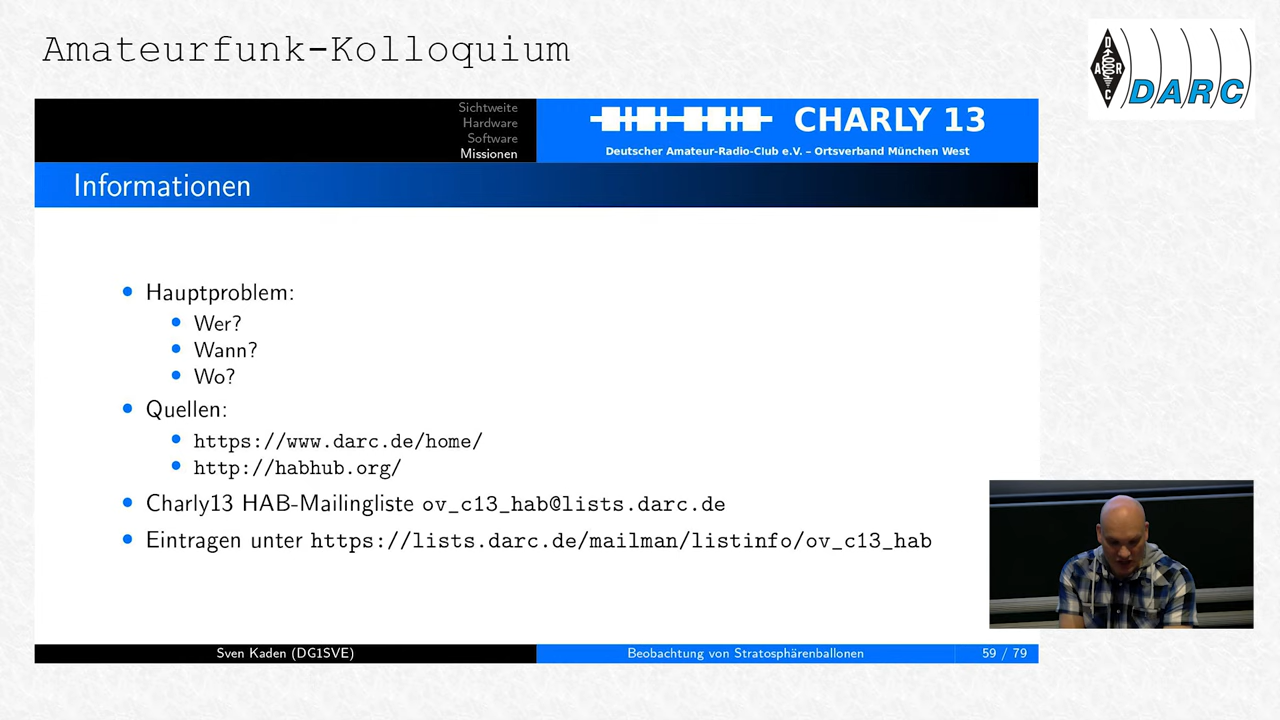 Amateurfunk-Kolloquium
DARC
DARC
Sichtweite
Hardware
Software
Missionen
CHARLY 13
Deutscher Amateur-Radio-Club e.V. – Ortsverband München West
Informationen
Hauptproblem:
Wer?
Wann?
Wo?
Quellen:
https://www.darc.de/home/
http://habhub.org/
Charly13 HAB-Mailingliste ov_c13_hab@lists.darc.de
Eintragen unter https://lists.darc.de/mailman/listinfo/ov_c13_hab
Sven Kaden (DG1SVE)
Beobachtung von Stratosphärenballonen
59 / 79